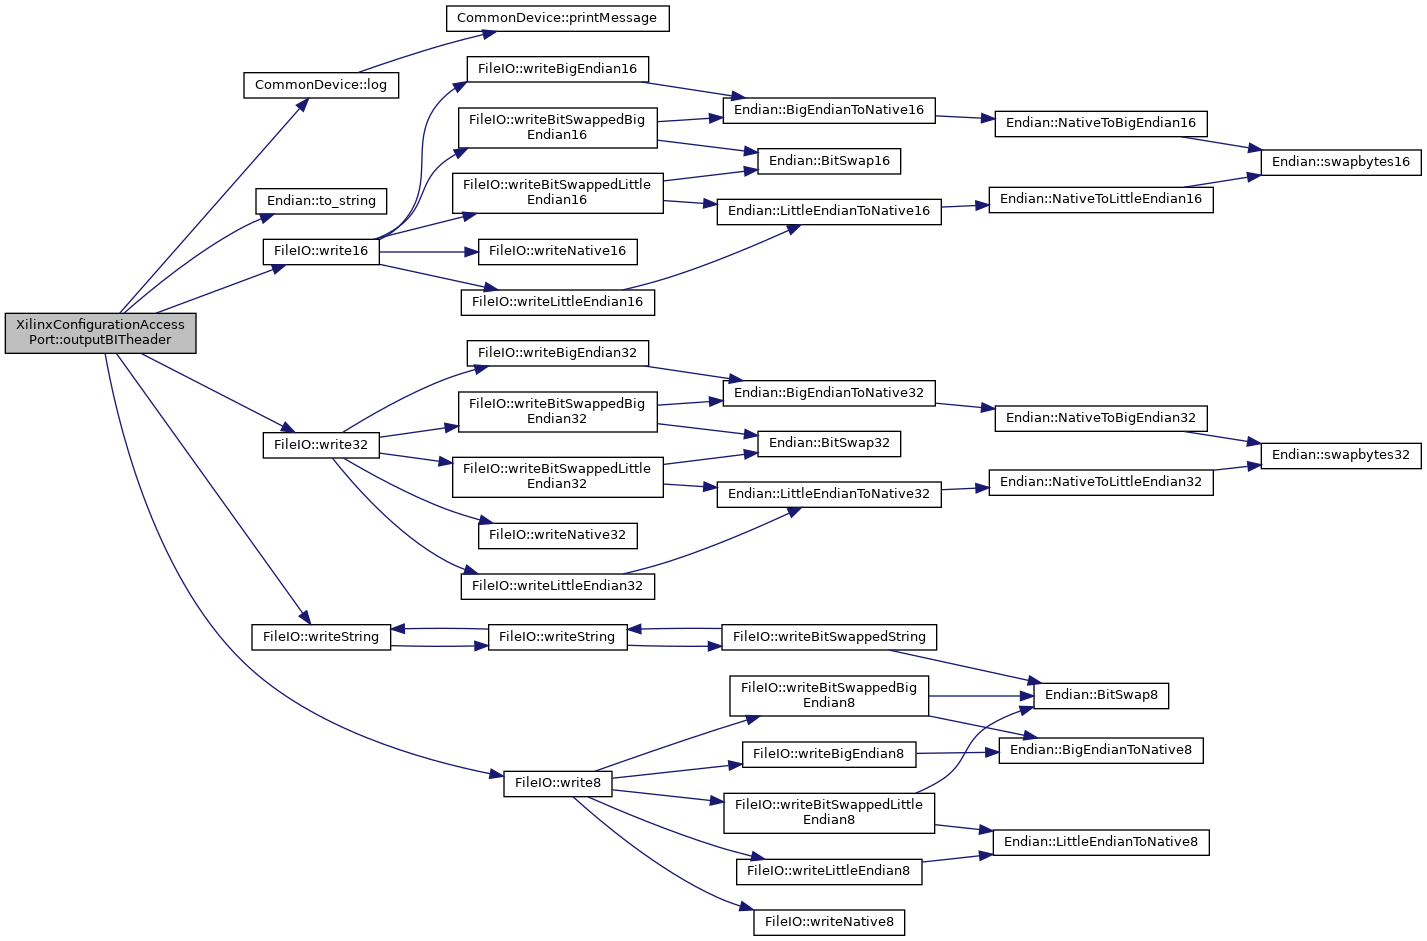 CommonDevice::printMessage
CommonDevice::log
FileIO::writeBigEndian16
FileIO::writeBitSwappedBig
Endian16
Endian::BigEndianToNative16
Endian::NativeToBigEndian16
Endian::swapbytes16
Endian::BitSwap16
FileIO::writeBitSwappedLittle
Endian16
Endian::LittleEndianToNative16
Endian::NativeToLittleEndian16
Endian::to_string
FileIO::write16
FileIO::writeNative16
FileIO::writeLittleEndian16
XilinxConfigurationAccess
Port::outputBITheader
FileIO::writeBigEndian32
FileIO::writeBitSwappedBig
Endian32
Endian::BigEndianToNative32
Endian::NativeToBigEndian32
Endian::swapbytes32
FileIO::write32
Endian::BitSwap32
FileIO::writeBitSwappedLittle
Endian32
Endian::LittleEndianToNative32
Endian::NativeToLittleEndian32
FileIO::writeNative32
FileIO::writeLittleEndian32
FileIO::writeString
FileIO::writeString
FileIO::writeBitSwappedString
FileIO::writeBitSwappedBig
Endian8
Endian::BitSwap8
FileIO::writeBigEndian8
Endian::BigEndianToNative8
FileIO::write8
FileIO::writeBitSwappedLittle
Endian8
Endian::LittleEndianToNative8
FileIO::writeLittleEndian8
FileIO::writeNative8